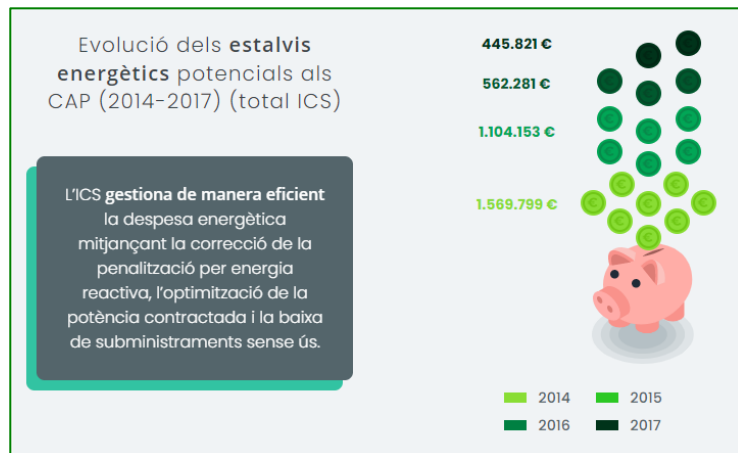 Evolució dels estalvis
energètics potencials als
CAP (2014-2017) (total ICS)
L'ICS gestiona de manera eficient
la despesa energètica
mitjançant la correcció de la
penalització per energia
reactiva, l'optimització de la
potència contractada i la baixa
de subministraments sense ús.
445.821 €
562.281 €
1.104.153 €
1.569.799 €
2014 2015
2016 2017